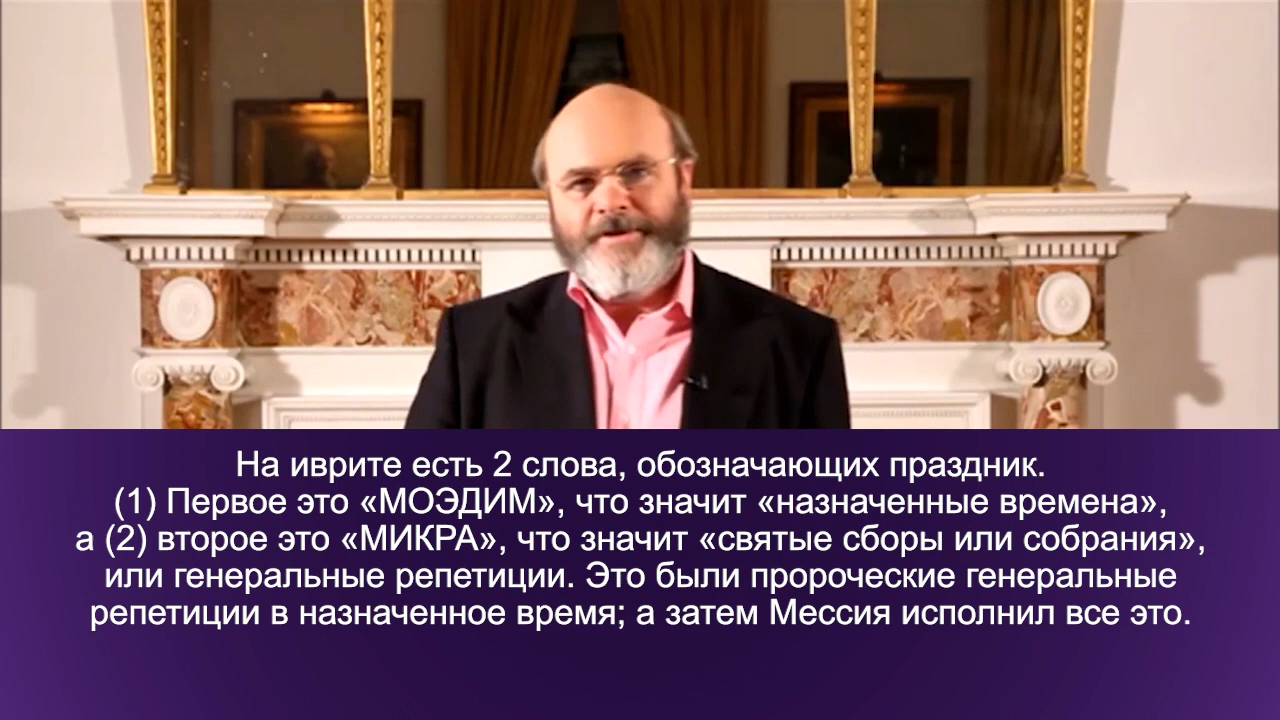 На иврите есть 2 слова, обозначающих праздник.
(1) Первое это «МОЭДИМ», что значит «назначенные времена»,
а (2) второе это «МИКРА», что значит «святые сборы или собрания»,
или генеральные репетиции. Это были пророческие генеральные
репетиции в назначенное время; а затем Мессия исполнил все это.